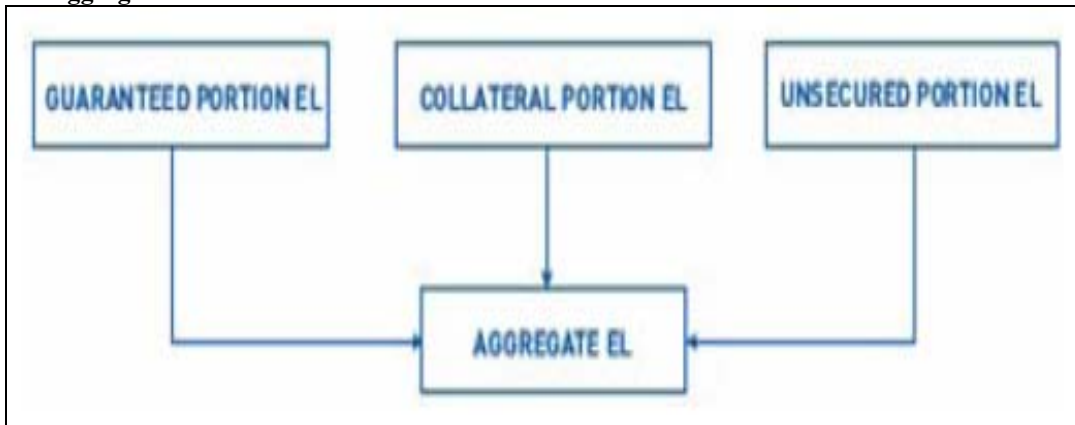 GUARANTEED PORTION EL
COLLATERAL PORTION EL
UNSECURED PORTION EL
AGGREGATE EL